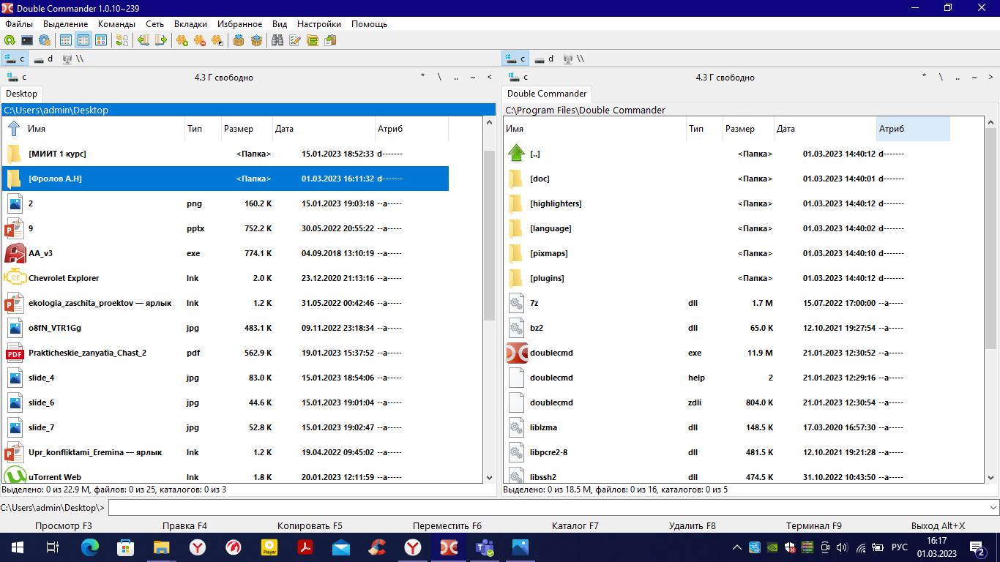 Double Commander 1.0.10~239
Файлы Выделение Команды Сеть Вкладки Избранное Вид Настройки Помощь
c d \\ c d \\
c 4.3 Г свободно * \ .. ~ < c 4.3 Г свободно * \ .. ~ >
Desktop Double Commander
C:\Users\admin\Desktop C:\Program Files\Double Commander
Имя Тип Размер Дата Атриб Имя Тип Размер Дата Атриб
[МИИТ 1 курс] <Папка> 15.01.2023 18:52:33 d------- [..] <Папка> 01.03.2023 14:40:12 d-------
[Фролов А.Н] <Папка> 01.03.2023 16:11:32 d------- [doc] <Папка> 01.03.2023 14:40:01 d-------
2 png 160.2 K 15.01.2023 19:03:18 --a----- [highlighters] <Папка> 01.03.2023 14:40:12 d-------
9 pptx 752.2 K 30.05.2022 20:55:22 --a----- [language] <Папка> 01.03.2023 14:40:02 d-------
AA_v3 exe 774.1 K 04.09.2018 13:10:19 --a----- [pixmaps] <Папка> 01.03.2023 14:40:10 d-------
CE Chevrolet Explorer lnk 2.0 K 23.12.2020 21:13:16 --a----- [plugins] <Папка> 01.03.2023 14:40:12 d-------
ekologia_zaschita_proektov — ярлык lnk 1.2 K 31.05.2022 00:42:46 --a----- 7z dll 1.7 M 15.07.2022 17:00:00 --a-----
o8fN_VTR1Gg jpg 483.1 K 09.11.2022 23:18:34 --a----- bz2 dll 65.0 K 12.10.2021 19:27:54 --a-----
PDF Prakticheskie_zanyatia_Chast_2 pdf 562.9 K 19.01.2023 15:37:52 --a----- doublecmd exe 11.9 M 21.01.2023 12:30:52 --a-----
slide_4 jpg 83.0 K 15.01.2023 18:54:06 --a----- doublecmd help 2 21.01.2023 12:29:16 --a-----
slide_6 jpg 44.6 K 15.01.2023 19:01:04 --a----- doublecmd zdli 804.0 K 21.01.2023 12:30:54 --a-----
slide_7 jpg 52.8 K 15.01.2023 19:02:47 --a----- liblzma dll 148.5 K 17.03.2020 16:57:30 --a-----
Upr_konfliktami_Eremina — ярлык lnk 1.2 K 19.04.2022 09:45:02 --a----- libpcre2-8 dll 481.5 K 12.10.2021 19:21:28 --a-----
uTorrent Web lnk 1.8 K 20.01.2023 12:11:59 --a----- libssh2 dll 474.5 K 31.10.2022 10:43:50 --a-----
Выделено: 0 из 22.9 M, файлов: 0 из 25, каталогов: 0 из 3 Выделено: 0 из 18.5 M, файлов: 0 из 16, каталогов: 0 из 5
C:\Users\admin\Desktop\>
Просмотр F3 Правка F4 Копировать F5 Переместить F6 Каталог F7 Удалить F8 Терминал F9 Выход Alt+X
Player РУС 16:17
01.03.2023 2